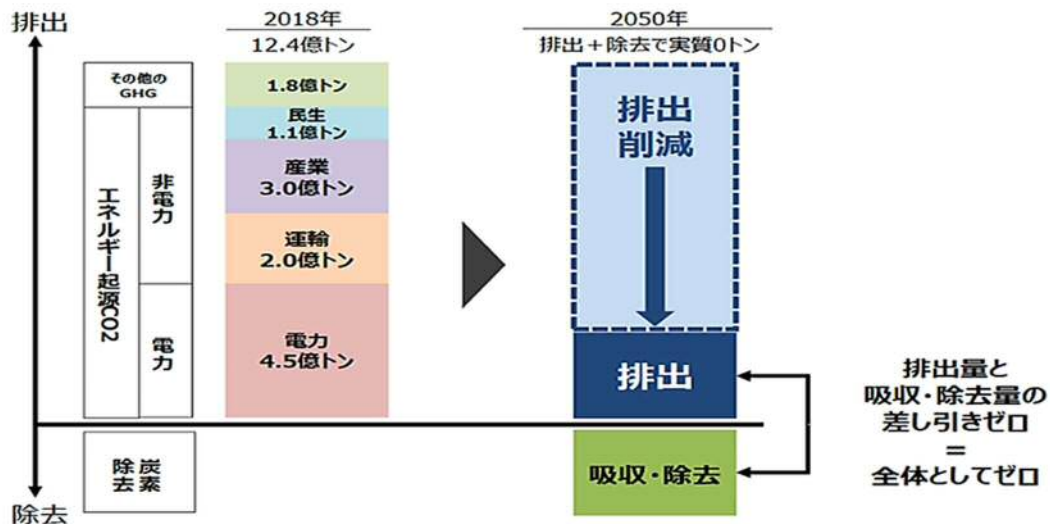 排出
2018年
12.4億トン
2050年
排出＋除去で実質0トン
その他の
GHG
1.8億トン
民生
1.1億トン
産業
3.0億トン
運輸
2.0億トン
電力
4.5億トン
エネルギー起源CO2
非電力
電力
炭素
除去
除去
排出
削減
排出
吸収・除去
排出量と
吸収・除去量の
差し引きゼロ
＝
全体としてゼロ